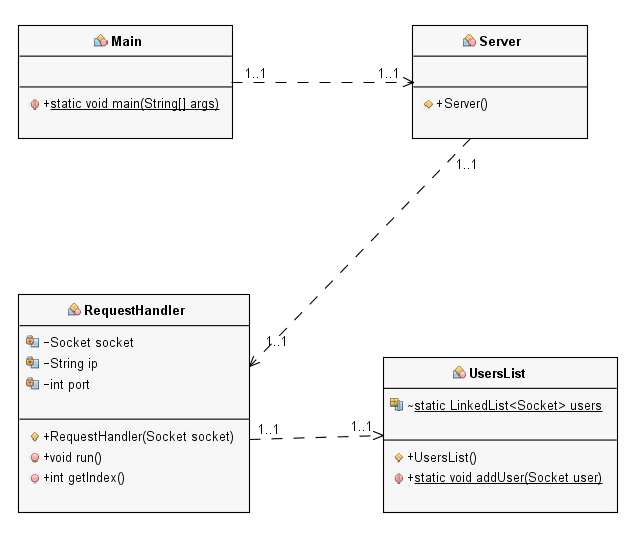 Main
+static void main(String[] args)
1..1
1..1
Server
+Server()
1..1
1..1
RequestHandler
-Socket socket
-String ip
-int port
+RequestHandler(Socket socket)
+void run()
+int getIndex()
1..1
1..1
UsersList
~static LinkedList<Socket> users
+UsersList()
+static void addUser(Socket user)